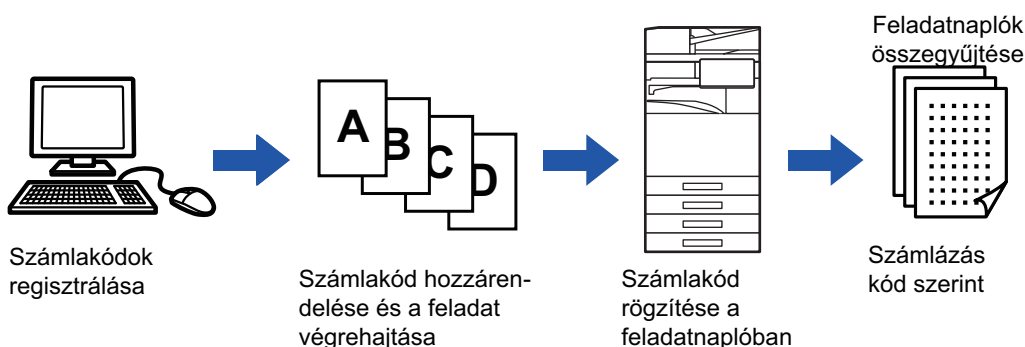 Számlakódok
regisztrálása
A
B
C
D
Számlakód hozzáren-
delése és a feladat
végrehajtása
Számlakód
rögzítése a
feladatnaplóban
Feladatnaplók
összegyűjtése
Számlázás
kód szerint